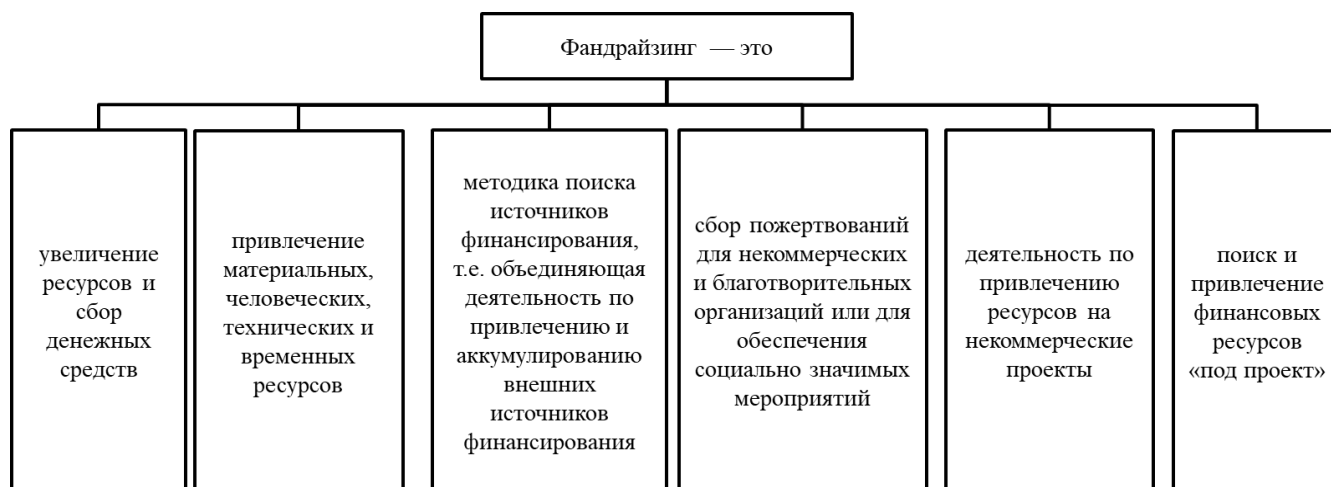 Фандрайзинг — это
увеличение
ресурсов и
сбор
денежных
средств
привлечение
материальных,
человеческих,
технических и
временных
ресурсов
методика поиска
источников
финансирования,
т.е. объединяющая
деятельность по
привлечению и
аккумулированию
внешних
источников
финансирования
сбор пожертвований
для некоммерческих
и благотворительных
организаций или для
обеспечения
социально значимых
мероприятий
деятельность по
привлечению
ресурсов на
некоммерческие
проекты
поиск и
привлечение
финансовых
ресурсов
«под проект»